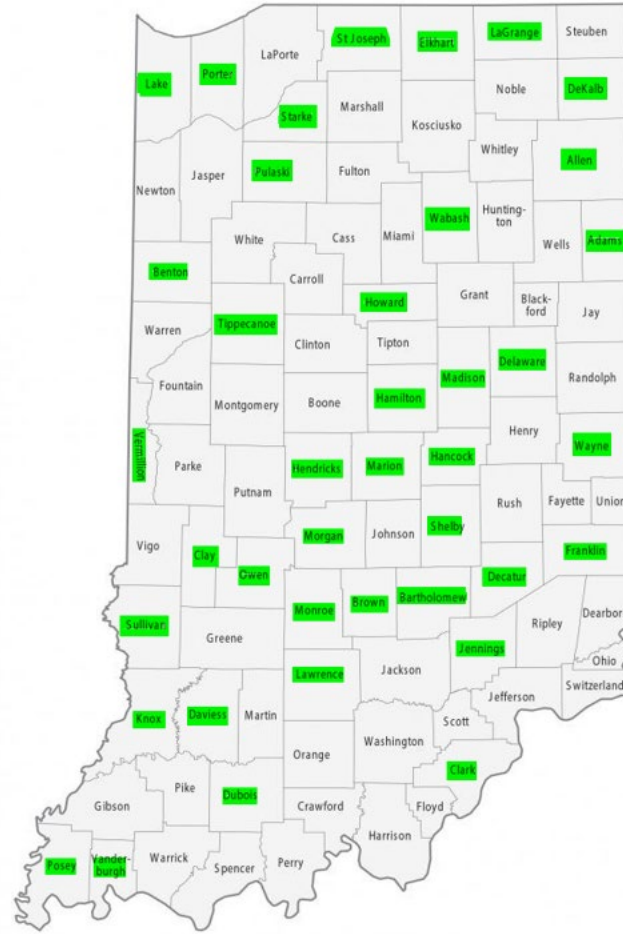 St Joseph
LaGrange
Steuben
Elkhart
LaPorte
Porter
Lake
Noble
DeKalb
Marshall
Starke
Kosciusko
Whitley
Allen
Pulaski
Fulton
Jasper
Newton
Wabash
Hunting-
ton
Miami
White
Cass
Wells
Adams
Benton
Carroll
Grant
Howard
Black-
ford
Jay
Tippecanoe
Warren
Clinton
Tipton
Delaware
Madison
Randolph
Fountain
Hamilton
Montgomery
Boone
Henry
Wayne
Vermillion
Parke
Hendricks
Marion
Hancock
Putnam
Rush
Fayette
Union
Shelby
Morgan
Johnson
Vigo
Clay
Franklin
Owen
Decatur
Bartholomew
Brown
Monroe
Dearbor
Ripley
Sullivan
Greene
Jennings
Ohio
Lawrence
Jackson
Switzerland
Jefferson
Knox
Daviess
Martin
Scott
Washington
Orange
Clark
Pike
Dubois
Gibson
Crawford
Floyd
Harrison
Vander-
burgh
Posey
Warrick
Spencer
Perry